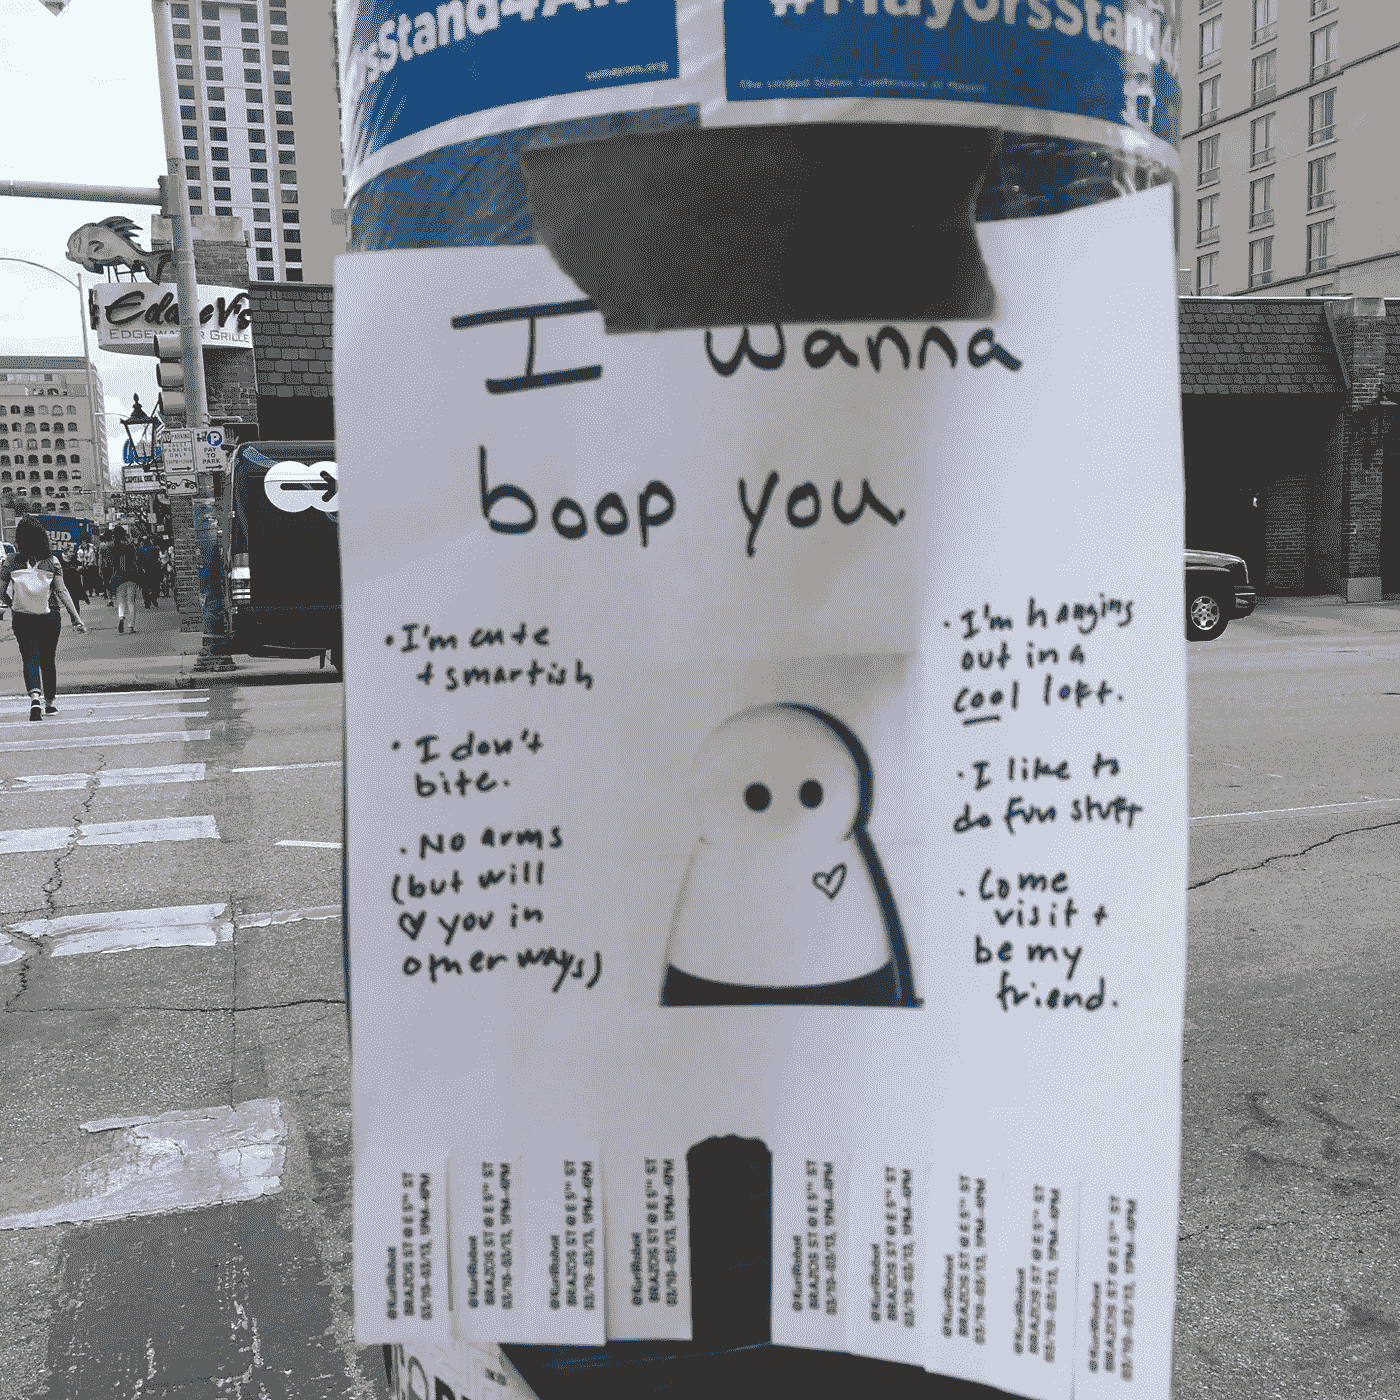 #MayorsStand4
usmayors.org
The United States Conference of Mayors
EDGEWATER GRILLE
PAY
TO
PARK
I wanna
boop you.
• I'm cute
+ smartish
• I don't
bite.
• No arms
(but will
♡ you in
other ways)
• I'm hanging
out in a
cool loft.
• I like to
do fun stuff
• Come
visit +
be my
friend.
@KuriRobot
BRAZOS ST @ E 5TH ST
03/10-03/13, 1PM-6PM
@KuriRobot
BRAZOS ST @ E 5TH ST
03/10-03/13, 1PM-6PM
@KuriRobot
BRAZOS ST @ E 5TH ST
03/10-03/13, 1PM-6PM
@KuriRobot
BRAZOS ST @ E 5TH ST
03/10-03/13, 1PM-6PM
@KuriRobot
BRAZOS ST @ E 5TH ST
03/10-03/13, 1PM-6PM
@KuriRobot
BRAZOS ST @ E 5TH ST
03/10-03/13, 1PM-6PM
@KuriRobot
BRAZOS ST @ E 5TH ST
03/10-03/13, 1PM-6PM
@KuriRobot
BRAZOS ST @ E 5TH ST
03/10-03/13, 1PM-6PM
@KuriRobot
BRAZOS ST @ E 5TH ST
03/10-03/13, 1PM-6PM